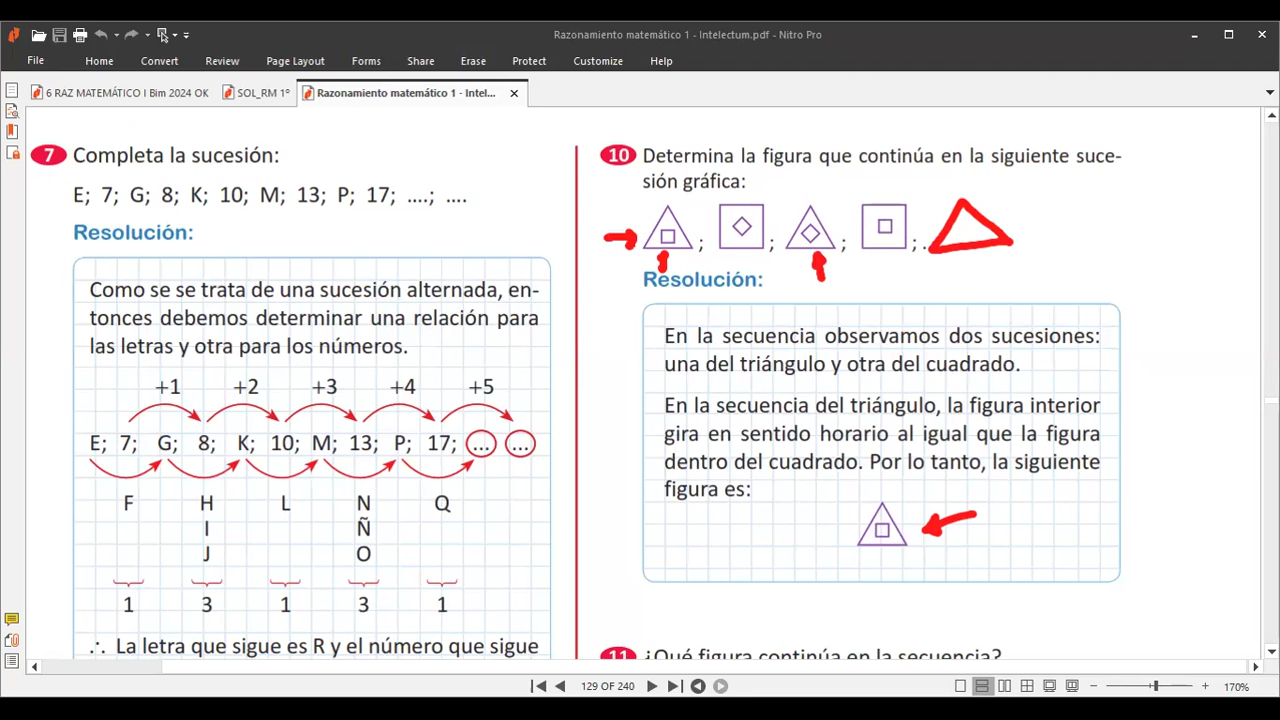 Razonamiento matemático 1 - Intelectum.pdf - Nitro Pro
File Home Convert Review Page Layout Forms Share Erase Protect Customize Help
6 RAZ MATEMÁTICO I Bim 2024 OK
SOL_RM 1º
Razonamiento matemático 1 - Intel...
7 Completa la sucesión:
E; 7; G; 8; K; 10; M; 13; P; 17; ....; ....
Resolución:
Como se se trata de una sucesión alternada, en-
tonces debemos determinar una relación para
las letras y otra para los números.
+1 +2 +3 +4 +5
E; 7; G; 8; K; 10; M; 13; P; 17; ... ...
F H L N Q
I Ñ
J O
1 3 1 3 1
∴ La letra que sigue es R y el número que sigue
10 Determina la figura que continúa en la siguiente suce-
sión gráfica:
; ; ; ; .
Resolución:
En la secuencia observamos dos sucesiones:
una del triángulo y otra del cuadrado.
En la secuencia del triángulo, la figura interior
gira en sentido horario al igual que la figura
dentro del cuadrado. Por lo tanto, la siguiente
figura es:
11 ¿Qué figura continúa en la secuencia?
129 OF 240
170%